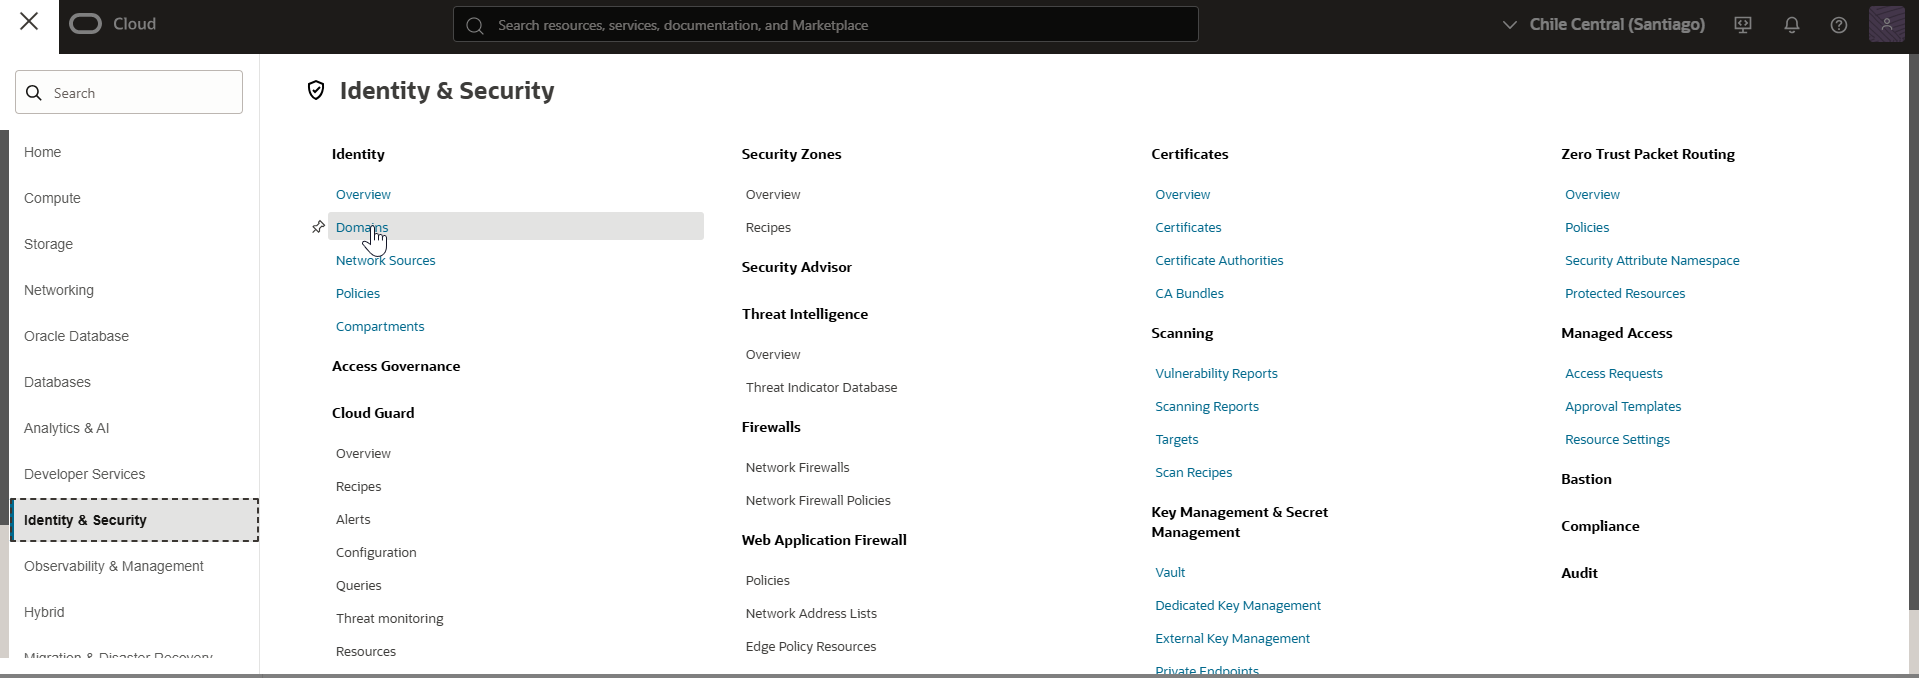 Cloud
Search resources, services, documentation, and Marketplace
Chile Central (Santiago)
Search
Home
Compute
Storage
Networking
Oracle Database
Databases
Analytics & AI
Developer Services
Identity & Security
Observability & Management
Hybrid
Migration & Disaster Recovery
Identity & Security
Identity
Overview
Domains
Network Sources
Policies
Compartments
Access Governance
Cloud Guard
Overview
Recipes
Alerts
Configuration
Queries
Threat monitoring
Resources
Security Zones
Overview
Recipes
Security Advisor
Threat Intelligence
Overview
Threat Indicator Database
Firewalls
Network Firewalls
Network Firewall Policies
Web Application Firewall
Policies
Network Address Lists
Edge Policy Resources
Certificates
Overview
Certificates
Certificate Authorities
CA Bundles
Scanning
Vulnerability Reports
Scanning Reports
Targets
Scan Recipes
Key Management & Secret
Management
Vault
Dedicated Key Management
External Key Management
Private Endpoints
Zero Trust Packet Routing
Overview
Policies
Security Attribute Namespace
Protected Resources
Managed Access
Access Requests
Approval Templates
Resource Settings
Bastion
Compliance
Audit